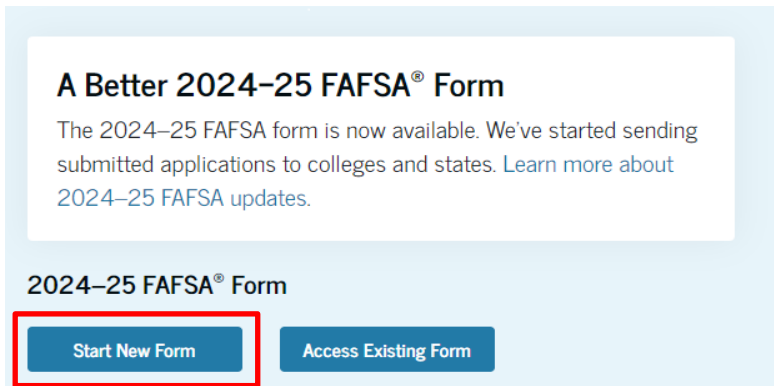 A Better 2024–25 FAFSA® Form
The 2024–25 FAFSA form is now available. We've started sending
submitted applications to colleges and states. Learn more about
2024–25 FAFSA updates.
2024–25 FAFSA® Form
Start New Form
Access Existing Form